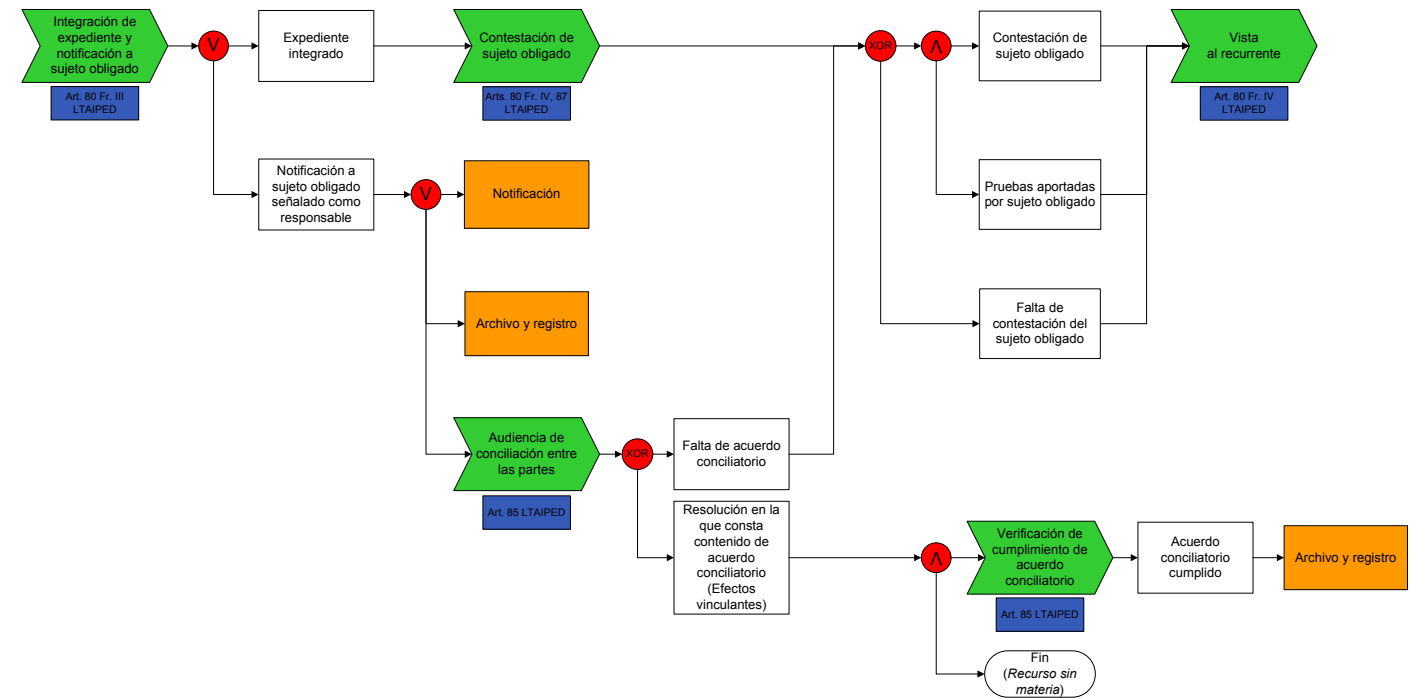 Integración de
expediente y
notificación a
sujeto obligado
Art. 80 Fr. III
LTAIPED
V
Expediente
integrado
Contestación de
sujeto obligado
Arts. 80 Fr. IV, 87
LTAIPED
XOR
Λ
Contestación de
sujeto obligado
Vista
al recurrente
Art. 80 Fr. IV
LTAIPED
Notificación a
sujeto obligado
señalado como
responsable
V
Notificación
Pruebas aportadas
por sujeto obligado
Archivo y registro
Falta de
contestación del
sujeto obligado
Audiencia de
conciliación entre
las partes
Art. 85 LTAIPED
XOR
Falta de acuerdo
conciliatorio
Resolución en la
que consta
contenido de
acuerdo
conciliatorio
(Efectos
vinculantes)
Λ
Verificación de
cumplimiento de
acuerdo
conciliatorio
Art. 85 LTAIPED
Acuerdo
conciliatorio
cumplido
Archivo y registro
Fin
(Recurso sin
materia)